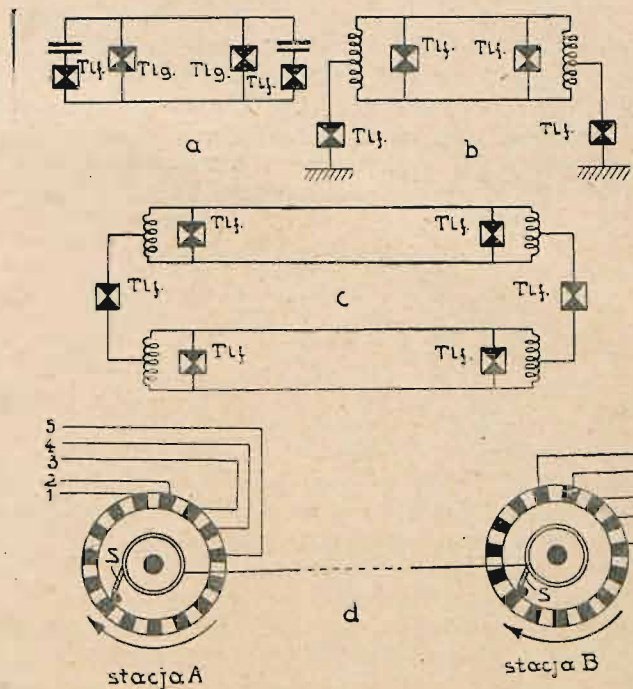 Tlf. Tlg. Tlg. Tlf.
a
Tlf. Tlf.
Tlf. Tlf.
b
Tlf. Tlf.
Tlf. c Tlf.
Tlf Tlf.
5
4
3
2
1
S S
d
stacja A stacja B